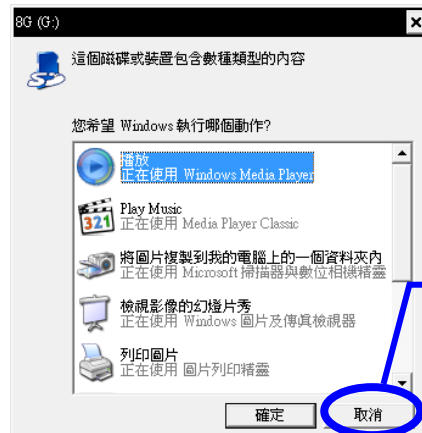 8G (G:)
這個磁碟或裝置包含數種類型的內容
您希望 Windows 執行哪個動作?
播放
正在使用 Windows Media Player
Play Music
321
正在使用 Media Player Classic
將圖片複製到我的電腦上的一個資料夾內
正在使用 Microsoft 掃描器與數位相機精靈
檢視影像的幻燈片秀
正在使用 Windows 圖片及傳真檢視器
列印圖片
正在使用 圖片列印精靈
確定
取消